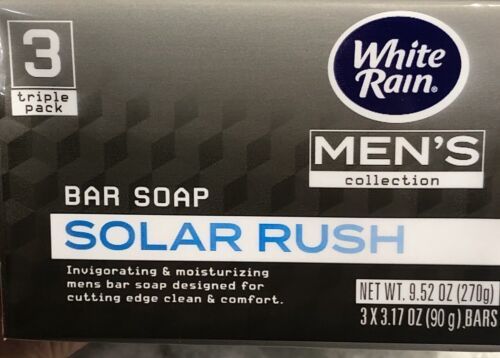 3
triple
pack
White
Rain®
MEN'S
collection
BAR SOAP
SOLAR RUSH
Invigorating & moisturizing
mens bar soap designed for
cutting edge clean & comfort.
NET WT. 9.52 OZ (270g)
3 X 3.17 OZ (90 g) BARS